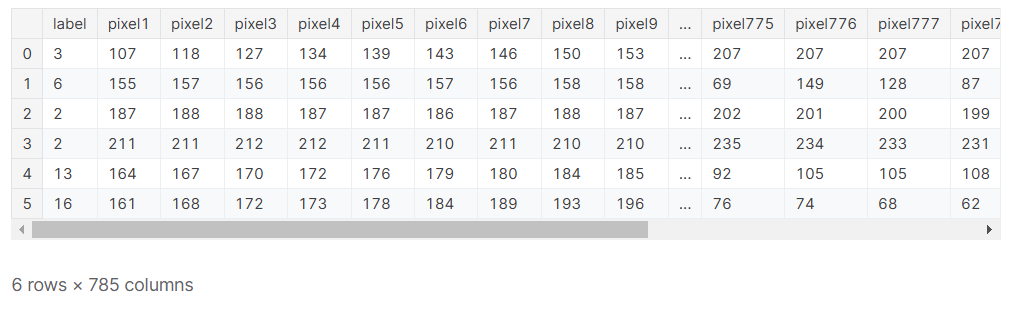 label pixel1 pixel2 pixel3 pixel4 pixel5 pixel6 pixel7 pixel8 pixel9 ... pixel775 pixel776 pixel777 pixel7
0 3 107 118 127 134 139 143 146 150 153 ... 207 207 207 207
1 6 155 157 156 156 156 157 156 158 158 ... 69 149 128 87
2 2 187 188 188 187 187 186 187 188 187 ... 202 201 200 199
3 2 211 211 212 212 211 210 211 210 210 ... 235 234 233 231
4 13 164 167 170 172 176 179 180 184 185 ... 92 105 105 108
5 16 161 168 172 173 178 184 189 193 196 ... 76 74 68 62
6 rows × 785 columns